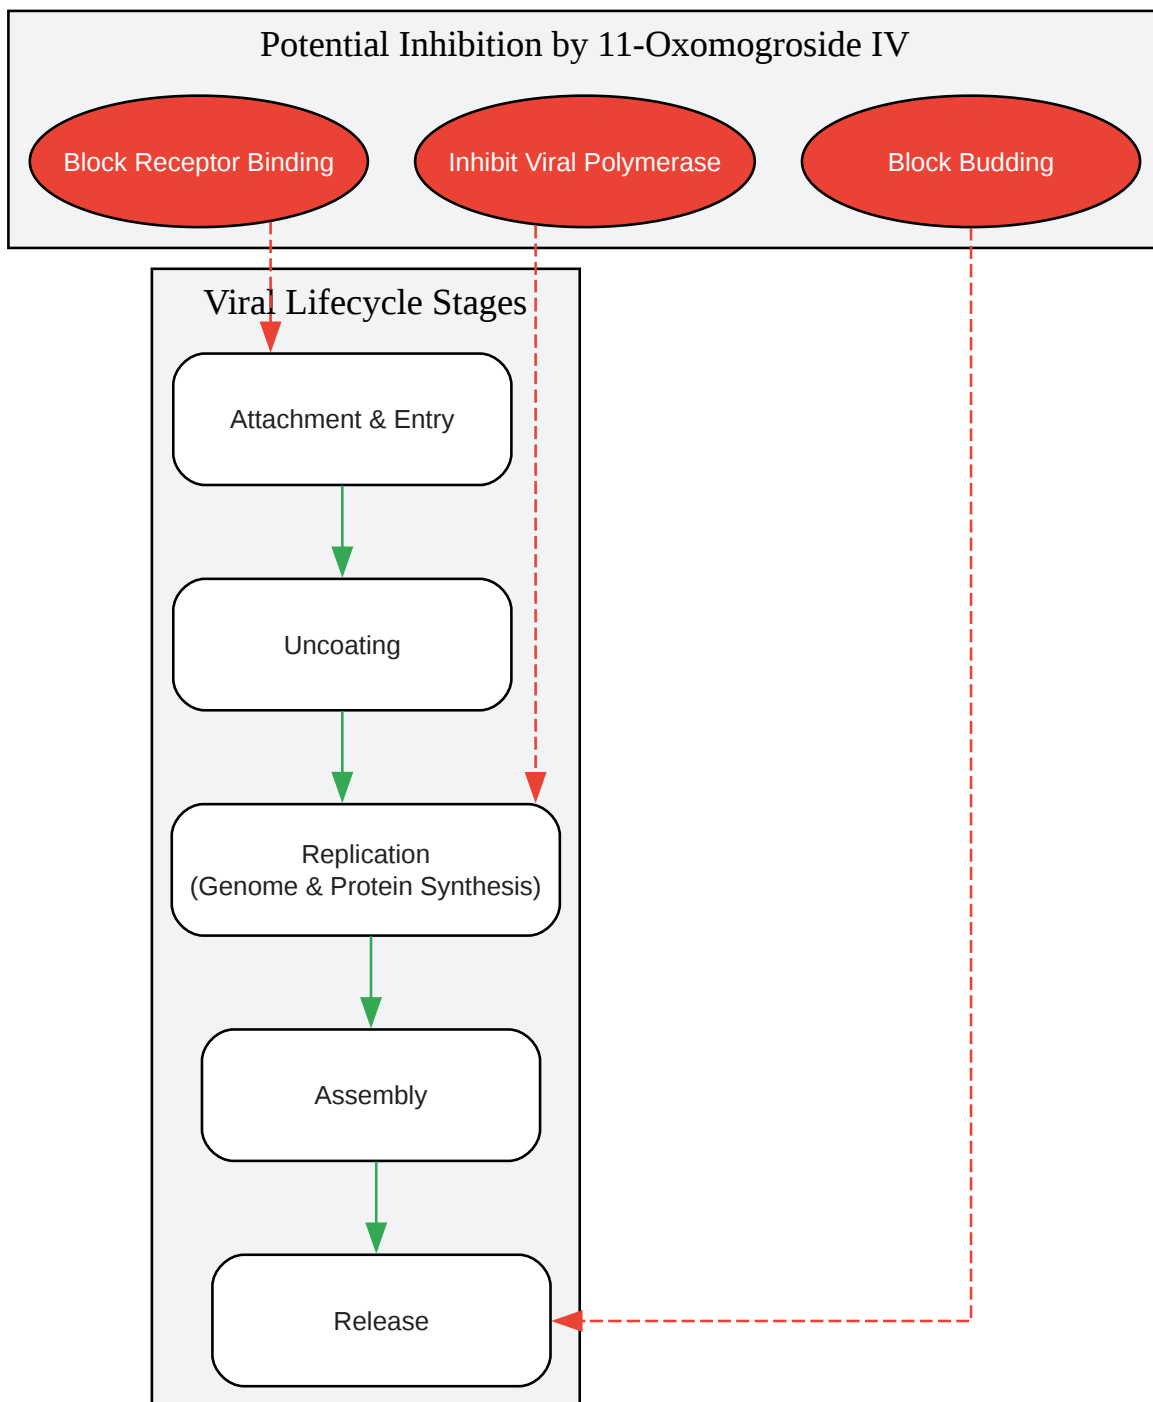 Potential Inhibition by 11-Oxomogroside IV
Block Receptor Binding
Inhibit Viral Polymerase
Block Budding
Viral Lifecycle Stages
Attachment & Entry
Uncoating
Replication
(Genome & Protein Synthesis)
Assembly
Release